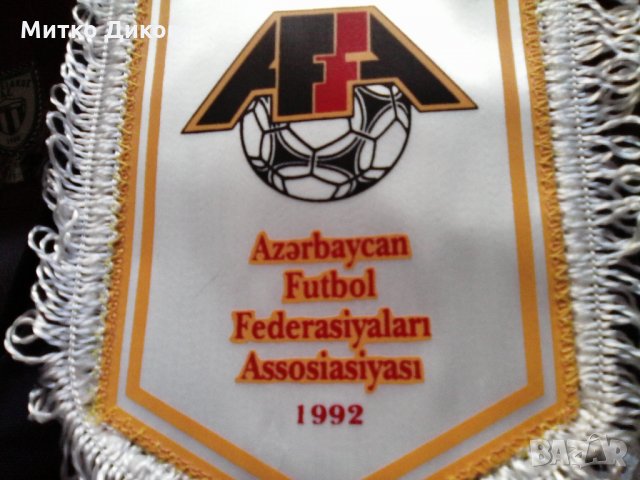 Митко Дико
AFFA
Azərbaycan
Futbol
Federasiyaları
Assosiasiyası
1992
BAZAR